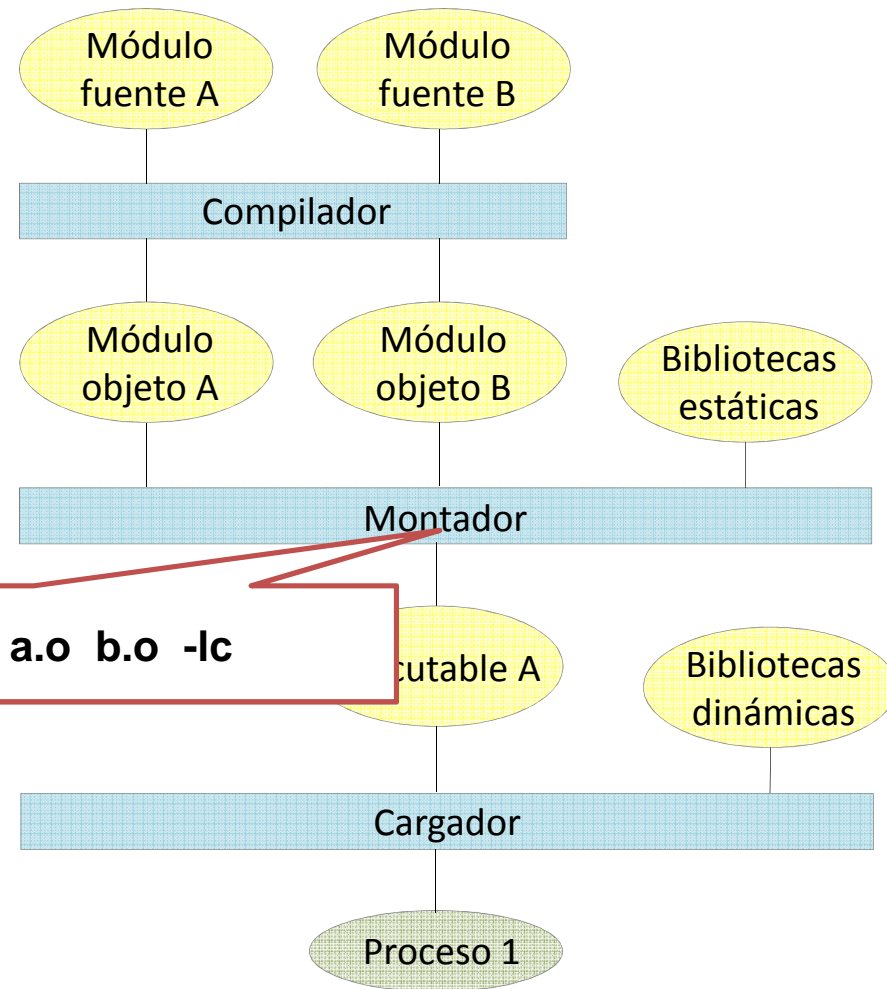 Módulo
fuente A
Módulo
fuente B
Compilador
Módulo
objeto A
Módulo
objeto B
Bibliotecas
estáticas
Montador
a.o b.o -lc
cutable A
Bibliotecas
dinámicas
Cargador
Proceso 1